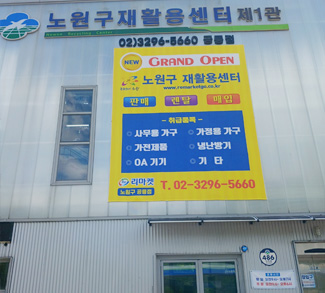 노원구재활용센터 제1관
02)3296-5660 공릉점
NEW GRAND OPEN
노원구 재활용센터
www.remarketgo.co.kr
판매 렌탈 매입
- 취급품목 -
사무용 가구 가정용 가구
가전제품 냉난방기
OA 기기 기 타
리마켓 T. 02-3296-5660
노원구 공릉점
486